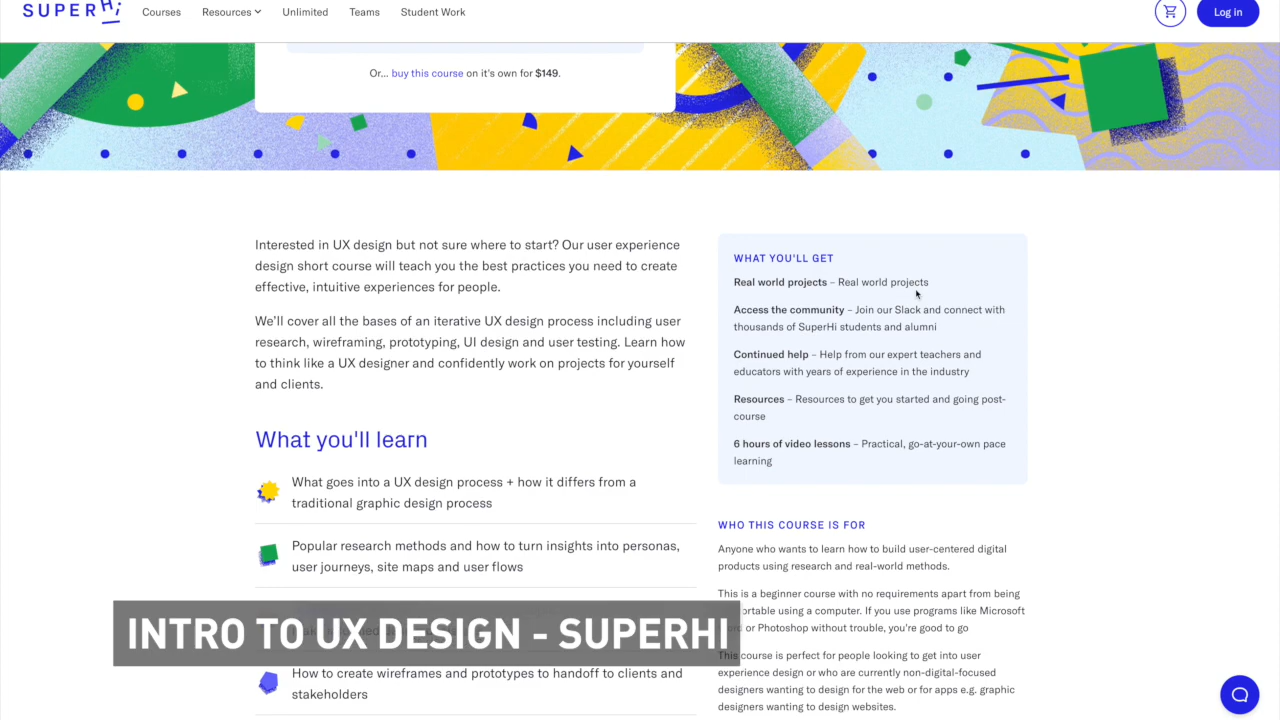 SUPERHi
Courses
Resources
Unlimited
Teams
Student Work
Log in
Or... buy this course on it's own for $149.
Interested in UX design but not sure where to start? Our user experience
design short course will teach you the best practices you need to create
effective, intuitive experiences for people.
We'll cover all the bases of an iterative UX design process including user
research, wireframing, prototyping, UI design and user testing. Learn how
to think like a UX designer and confidently work on projects for yourself
and clients.
What you'll learn
What goes into a UX design process + how it differs from a
traditional graphic design process
Popular research methods and how to turn insights into personas,
user journeys, site maps and user flows
INTRO TO UX DESIGN - SUPERHI
How to create wireframes and prototypes to handoff to clients and
stakeholders
WHAT YOU'LL GET
Real world projects – Real world projects
Access the community – Join our Slack and connect with
thousands of SuperHi students and alumni
Continued help – Help from our expert teachers and
educators with years of experience in the industry
Resources – Resources to get you started and going post-
course
6 hours of video lessons – Practical, go-at-your-own pace
learning
WHO THIS COURSE IS FOR
Anyone who wants to learn how to build user-centered digital
products using research and real-world methods.
This is a beginner course with no requirements apart from being
using a computer. If you use programs like Microsoft
or Photoshop without trouble, you're good to go
This course is perfect for people looking to get into user
experience design or who are currently non-digital-focused
designers wanting to design for the web or for apps e.g. graphic
designers wanting to design websites.